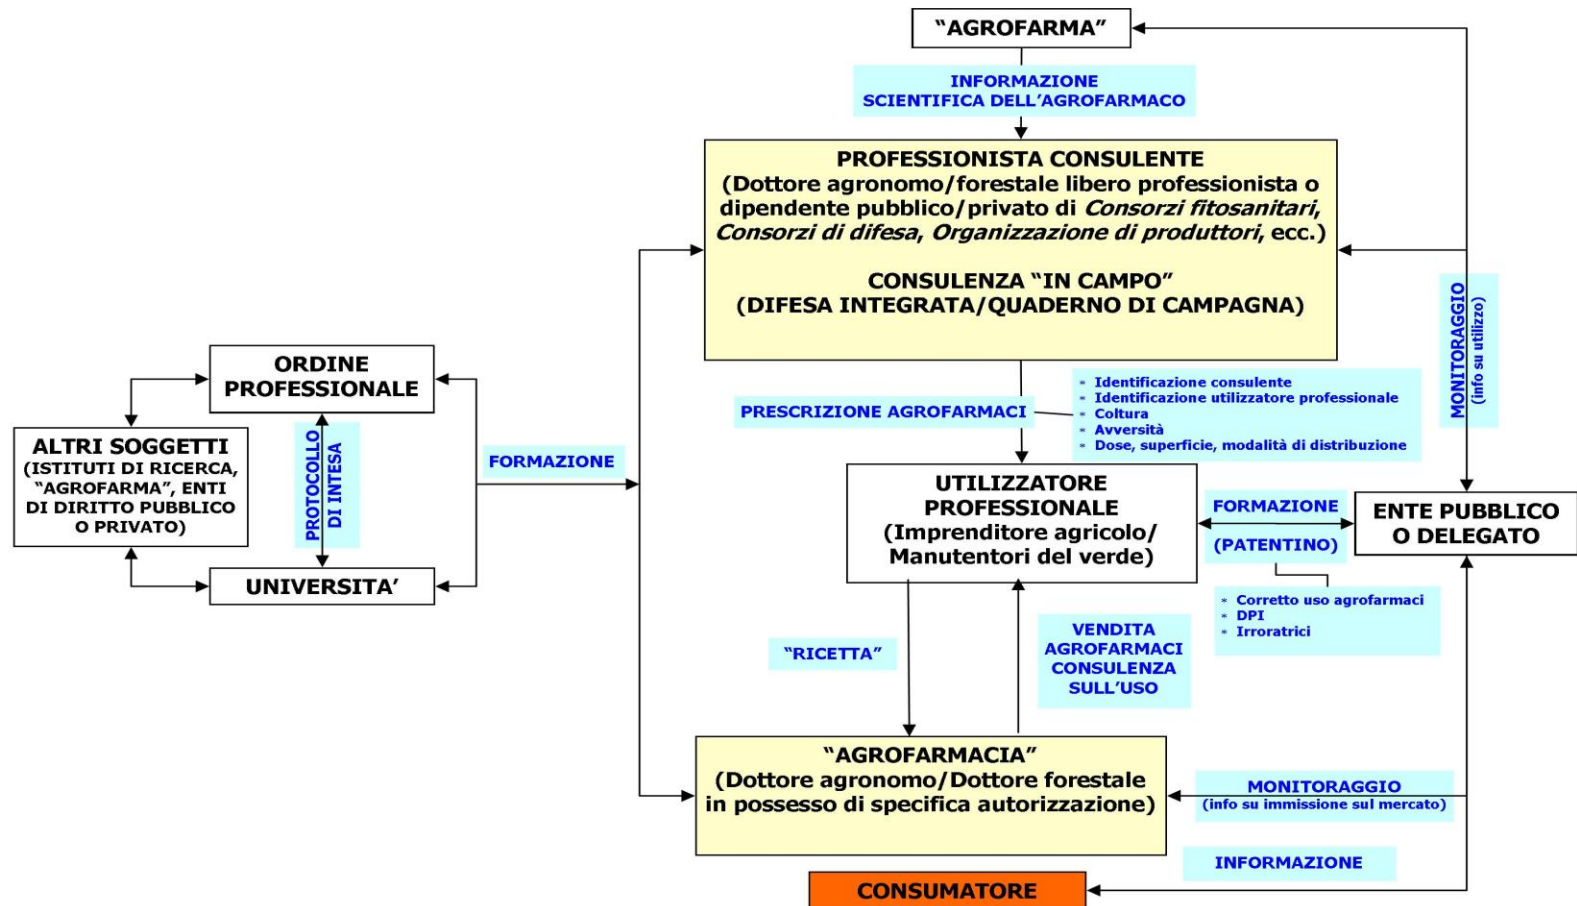 “AGROFARMA”
INFORMAZIONE
SCIENTIFICA DELL’AGROFARMACO
PROFESSIONISTA CONSULENTE
(Dottore agronomo/forestale libero professionista o
dipendente pubblico/privato di Consorzi fitosanitari,
Consorzi di difesa, Organizzazione di produttori, ecc.)
CONSULENZA “IN CAMPO”
(DIFESA INTEGRATA/QUADERNO DI CAMPAGNA)
MONITORAGGIO
(info su utilizzo)
ORDINE
PROFESSIONALE
ALTRI SOGGETTI
(ISTITUTI DI RICERCA,
“AGROFARMA”, ENTI
DI DIRITTO PUBBLICO
O PRIVATO)
PROTOCOLLO
DI INTESA
UNIVERSITA’
FORMAZIONE
PRESCRIZIONE AGROFARMACI
* Identificazione consulente
* Identificazione utilizzatore professionale
* Coltura
* Avversità
* Dose, superficie, modalità di distribuzione
UTILIZZATORE
PROFESSIONALE
(Imprenditore agricolo/
Manutentori del verde)
FORMAZIONE
(PATENTINO)
ENTE PUBBLICO
O DELEGATO
* Corretto uso agrofarmaci
* DPI
* Irroratrici
“RICETTA”
VENDITA
AGROFARMACI
CONSULENZA
SULL’USO
“AGROFARMACIA”
(Dottore agronomo/Dottore forestale
in possesso di specifica autorizzazione)
MONITORAGGIO
(info su immissione sul mercato)
INFORMAZIONE
CONSUMATORE